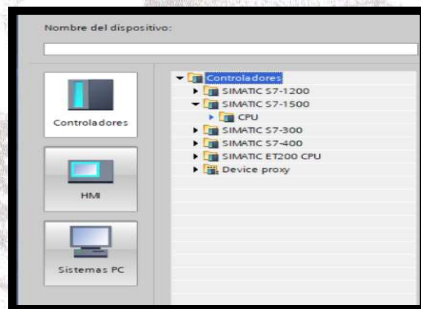 Nombre del dispositivo:
Controladores
HMI
Sistemas PC
Controladores
SIMATIC S7-1200
SIMATIC S7-1500
CPU
SIMATIC S7-300
SIMATIC S7-400
SIMATIC ET200 CPU
Device proxy